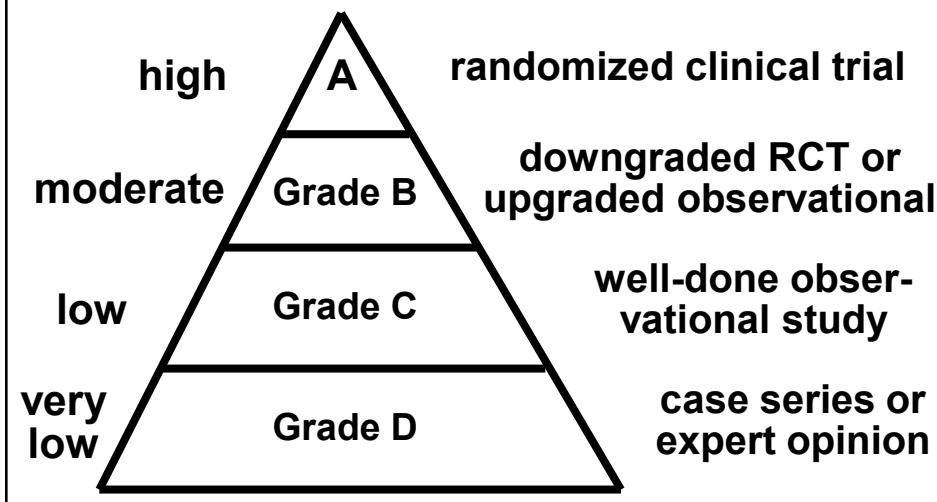 high
A
randomized clinical trial
moderate
Grade B
downgraded RCT or
upgraded observational
low
Grade C
well-done obser-
vational study
very
low
Grade D
case series or
expert opinion